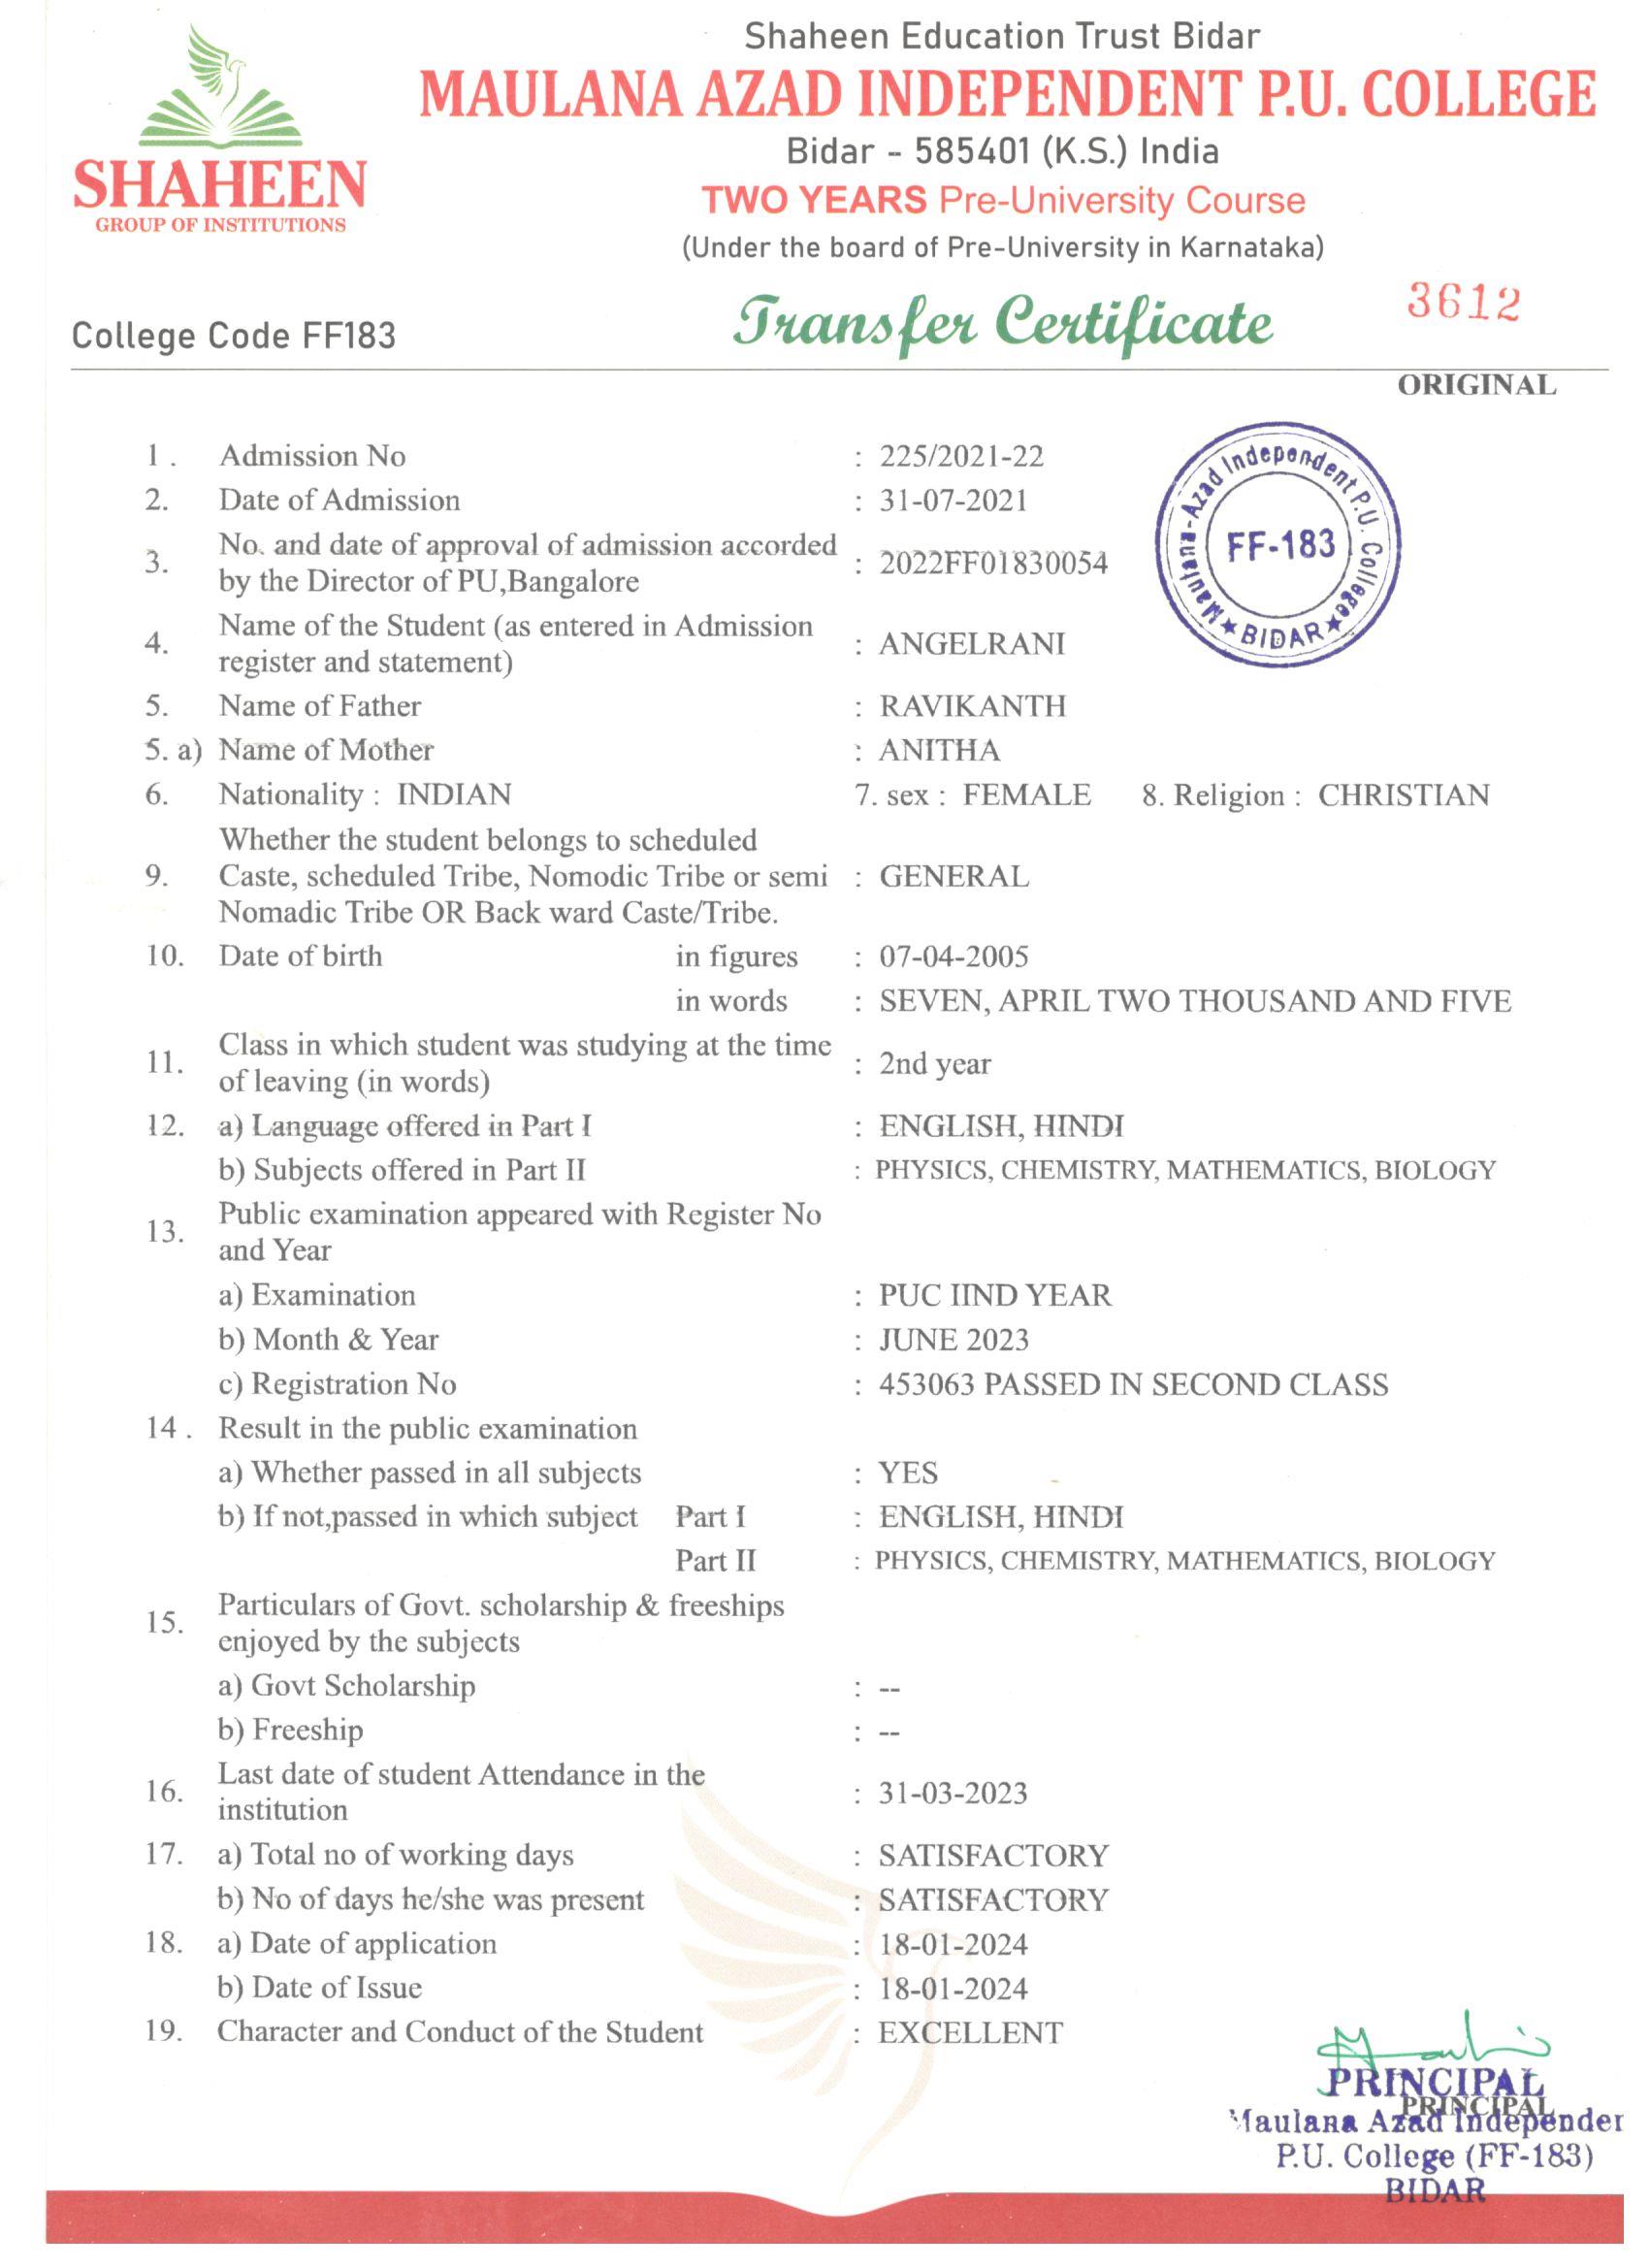 Shaheen Education Trust Bidar
MAULANA AZAD INDEPENDENT P.U. COLLEGE
Bidar - 585401 (K.S.) India
TWO YEARS Pre-University Course
(Under the board of Pre-University in Karnataka)
SHAHEEN
GROUP OF INSTITUTIONS
College Code FF183
Transfer Certificate
3612
ORIGINAL
Maulana-Azad Independent P.U. College
FF-183
★ BIDAR ★
1 . Admission No : 225/2021-22
2. Date of Admission : 31-07-2021
3. No. and date of approval of admission accorded
by the Director of PU,Bangalore : 2022FF01830054
4. Name of the Student (as entered in Admission
register and statement) : ANGELRANI
5. Name of Father : RAVIKANTH
5. a) Name of Mother : ANITHA
6. Nationality : INDIAN 7. sex : FEMALE 8. Religion : CHRISTIAN
Whether the student belongs to scheduled
9. Caste, scheduled Tribe, Nomodic Tribe or semi : GENERAL
Nomadic Tribe OR Back ward Caste/Tribe.
10. Date of birth in figures : 07-04-2005
in words : SEVEN, APRIL TWO THOUSAND AND FIVE
11. Class in which student was studying at the time
of leaving (in words) : 2nd year
12. a) Language offered in Part I : ENGLISH, HINDI
b) Subjects offered in Part II : PHYSICS, CHEMISTRY, MATHEMATICS, BIOLOGY
13. Public examination appeared with Register No
and Year
a) Examination : PUC IIND YEAR
b) Month & Year : JUNE 2023
c) Registration No : 453063 PASSED IN SECOND CLASS
14 . Result in the public examination
a) Whether passed in all subjects : YES
b) If not,passed in which subject Part I : ENGLISH, HINDI
Part II : PHYSICS, CHEMISTRY, MATHEMATICS, BIOLOGY
15. Particulars of Govt. scholarship & freeships
enjoyed by the subjects
a) Govt Scholarship : --
b) Freeship : --
16. Last date of student Attendance in the
institution : 31-03-2023
17. a) Total no of working days : SATISFACTORY
b) No of days he/she was present : SATISFACTORY
18. a) Date of application : 18-01-2024
b) Date of Issue : 18-01-2024
19. Character and Conduct of the Student : EXCELLENT
PRINCIPAL
PRINCIPAL
Maulana Azad Independer
P.U. College (FF-183)
BIDAR